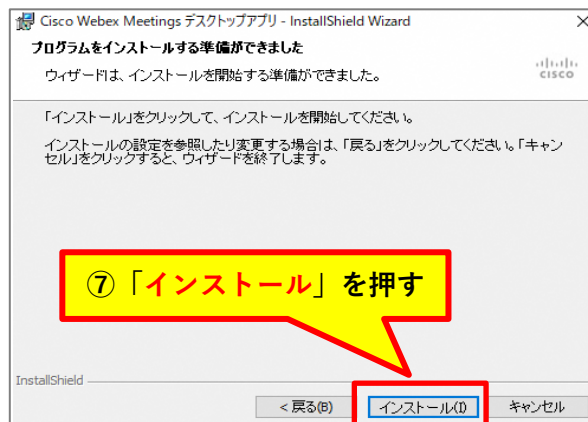 Cisco Webex Meetings デスクトップアプリ - InstallShield Wizard
プログラムをインストールする準備ができました
ウィザードは、インストールを開始する準備ができました。
CISCO
「インストール」をクリックして、インストールを開始してください。
インストールの設定を参照したり変更する場合は、「戻る」をクリックしてください。「キャン
セル」をクリックすると、ウィザードを終了します。
⑦「インストール」を押す
InstallShield
< 戻る(B)
インストール(I)
キャンセル